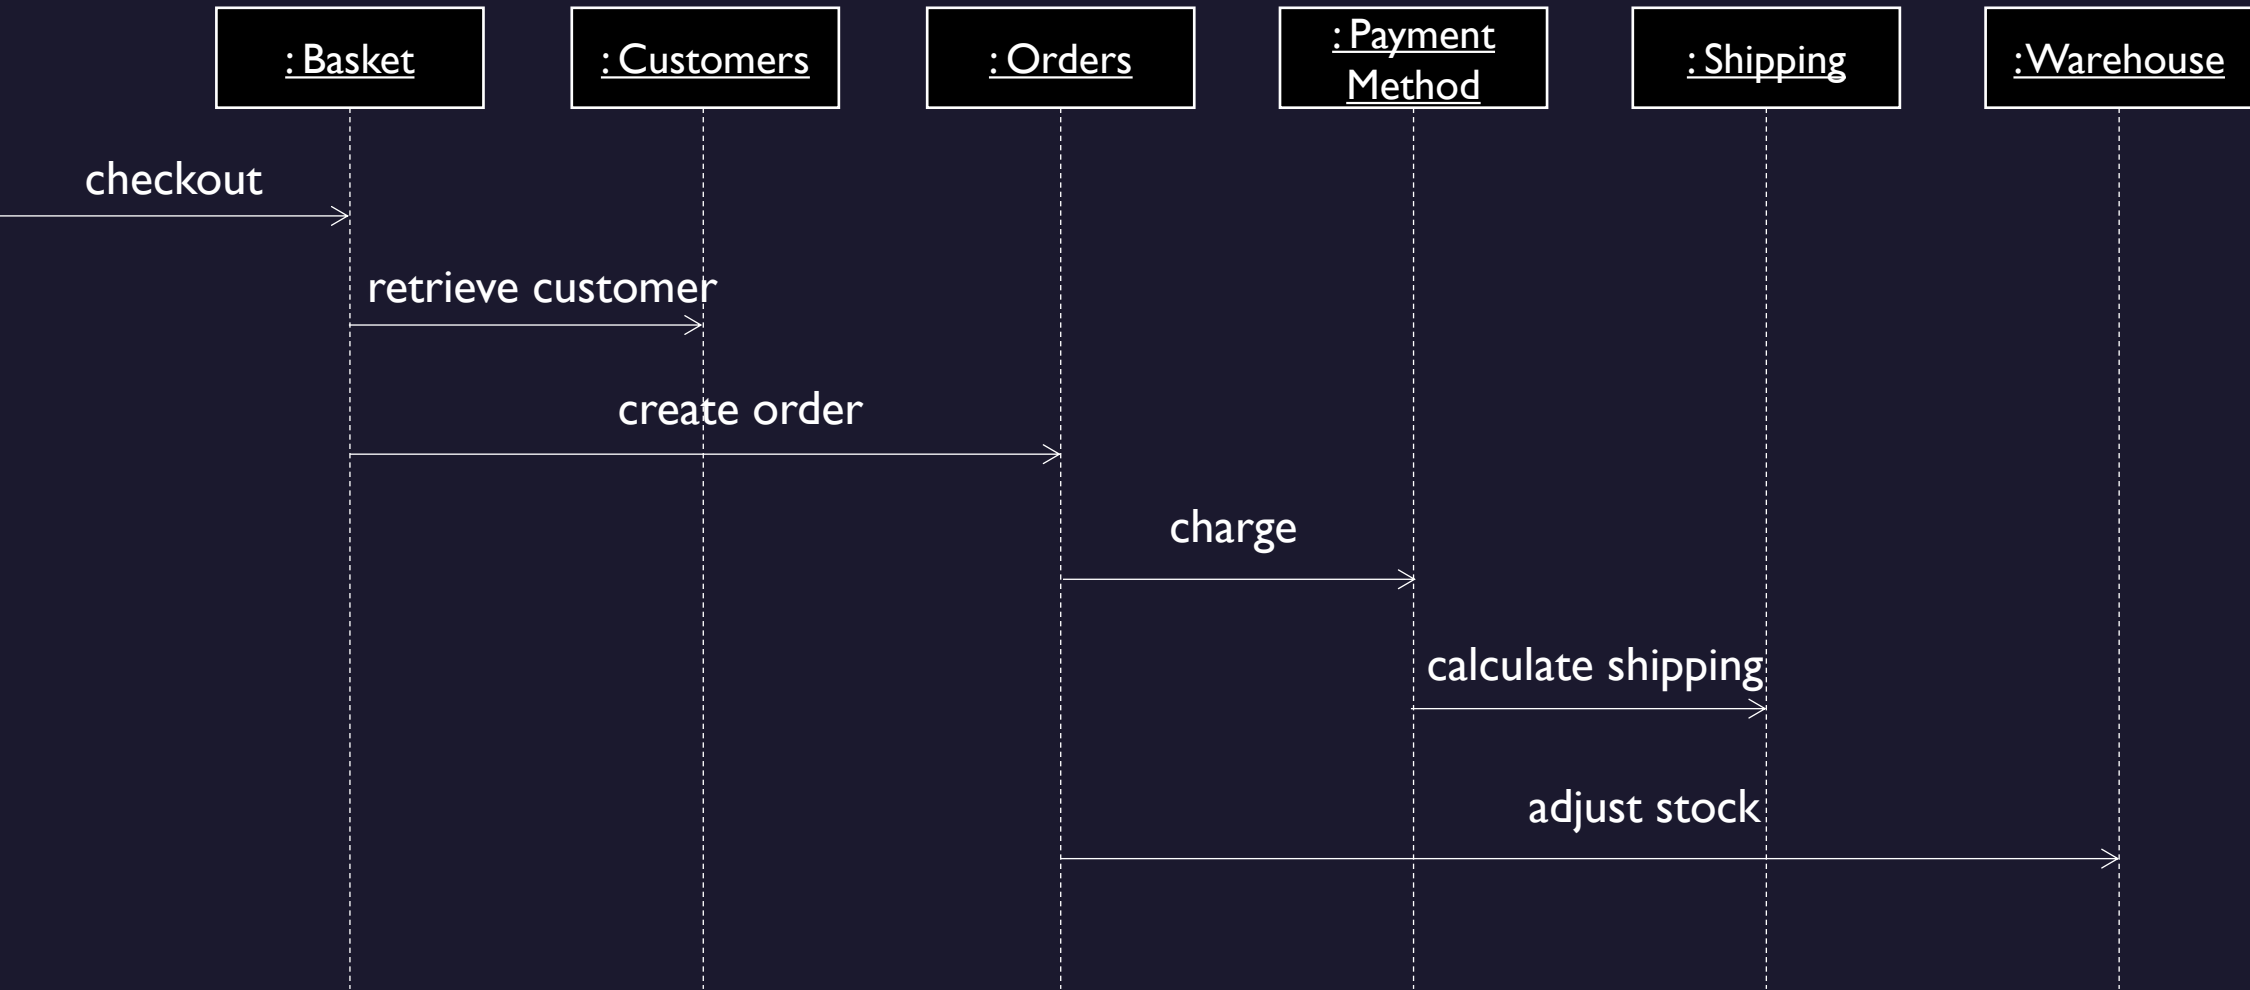 : Basket
: Customers
: Orders
: Payment
Method
: Shipping
: Warehouse
checkout
retrieve customer
create order
charge
calculate shipping
adjust stock